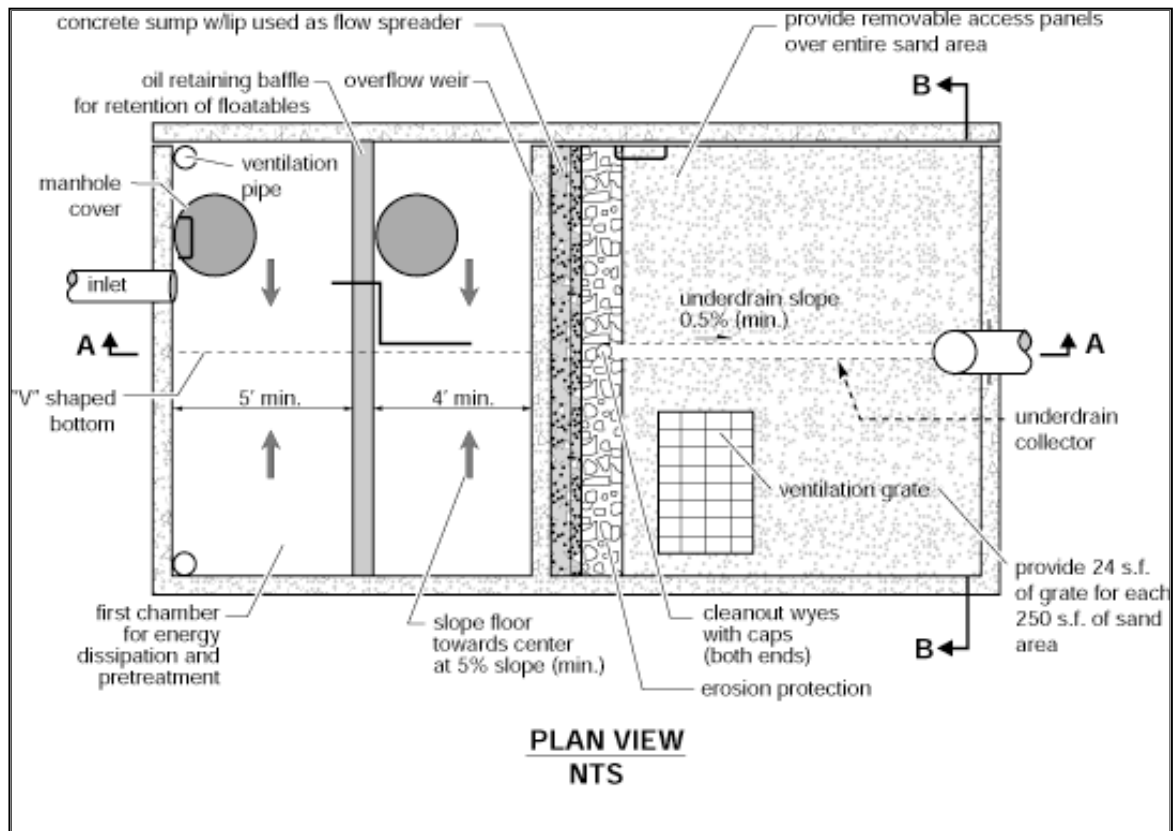 concrete sump w/lip used as flow spreader
provide removable access panels
over entire sand area
oil retaining baffle
for retention of floatables
overflow weir
B
ventilation
pipe
manhole
cover
inlet
underdrain slope
0.5% (min.)
A
A
"V" shaped
bottom
5' min.
4' min.
underdrain
collector
ventilation grate
provide 24 s.f.
of grate for each
250 s.f. of sand
area
first chamber
for energy
dissipation and
pretreatment
slope floor
towards center
at 5% slope (min.)
cleanout wyes
with caps
(both ends)
B
erosion protection
PLAN VIEW
NTS